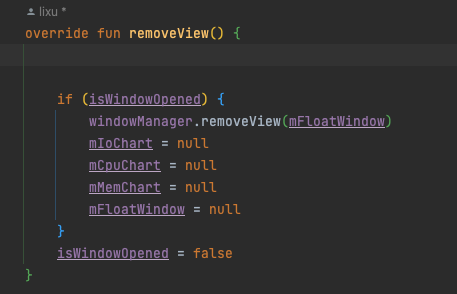 lixu *
override fun removeView() {
if (isWindowOpened) {
windowManager.removeView(mFloatWindow)
mIoChart = null
mCpuChart = null
mMemChart = null
mFloatWindow = null
}
isWindowOpened = false
}